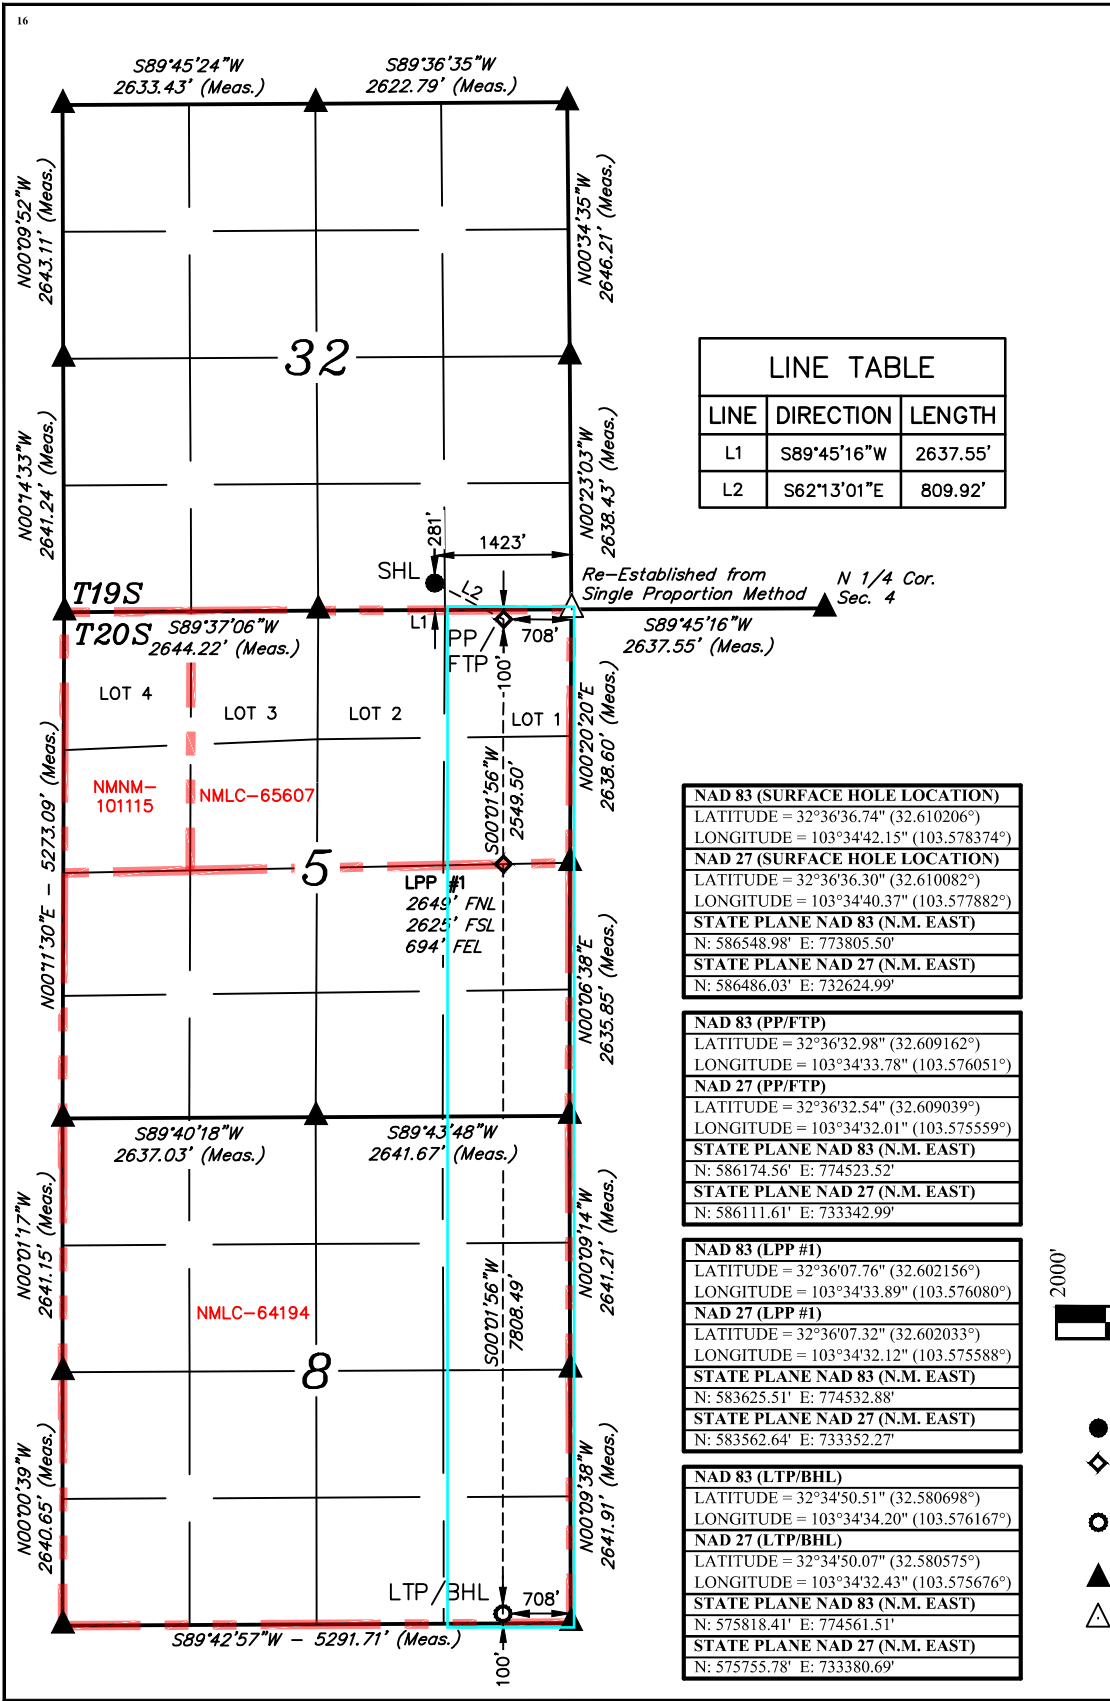 16
S89°45'24"W
2633.43' (Meas.)
S89°36'35"W
2622.79' (Meas.)
N00°09'52"W
2643.11' (Meas.)
N00°34'35"W
2646.21' (Meas.)
32
LINE TABLE
LINE DIRECTION LENGTH
L1 S89°45'16"W 2637.55'
L2 S62°13'01"E 809.92'
N00°14'33"W
2641.24' (Meas.)
N00°23'03"W
2638.43' (Meas.)
281'
1423'
SHL
L2
Re-Established from
Single Proportion Method
N 1/4 Cor.
Sec. 4
T19S
T20S
S89°37'06"W
2644.22' (Meas.)
L1
PP/
FTP
708'
S89°45'16"W
2637.55' (Meas.)
100'
LOT 4
LOT 3
LOT 2
LOT 1
N00°20'20"E
2638.60' (Meas.)
N00°11'30"E - 5273.09' (Meas.)
NMNM-
101115
NMLC-65607
S00°01'56"W
2549.50'
5
LPP #1
2649' FNL
2625' FSL
694' FEL
N00°06'38"E
2635.85' (Meas.)
S89°40'18"W
2637.03' (Meas.)
S89°43'48"W
2641.67' (Meas.)
N00°01'17"W
2641.15' (Meas.)
N00°09'14"W
2641.21' (Meas.)
NMLC-64194
S00°01'56"W
7808.49'
8
N00°00'39"W
2640.65' (Meas.)
N00°09'38"W
2641.91' (Meas.)
LTP/BHL
708'
S89°42'57"W - 5291.71' (Meas.)
100'
NAD 83 (SURFACE HOLE LOCATION)
LATITUDE = 32°36'36.74" (32.610206°)
LONGITUDE = 103°34'42.15" (103.578374°)
NAD 27 (SURFACE HOLE LOCATION)
LATITUDE = 32°36'36.30" (32.610082°)
LONGITUDE = 103°34'40.37" (103.577882°)
STATE PLANE NAD 83 (N.M. EAST)
N: 586548.98' E: 773805.50'
STATE PLANE NAD 27 (N.M. EAST)
N: 586486.03' E: 732624.99'
NAD 83 (PP/FTP)
LATITUDE = 32°36'32.98" (32.609162°)
LONGITUDE = 103°34'33.78" (103.576051°)
NAD 27 (PP/FTP)
LATITUDE = 32°36'32.54" (32.609039°)
LONGITUDE = 103°34'32.01" (103.575559°)
STATE PLANE NAD 83 (N.M. EAST)
N: 586174.56' E: 774523.52'
STATE PLANE NAD 27 (N.M. EAST)
N: 586111.61' E: 733342.99'
NAD 83 (LPP #1)
LATITUDE = 32°36'07.76" (32.602156°)
LONGITUDE = 103°34'33.89" (103.576080°)
NAD 27 (LPP #1)
LATITUDE = 32°36'07.32" (32.602033°)
LONGITUDE = 103°34'32.12" (103.575588°)
STATE PLANE NAD 83 (N.M. EAST)
N: 583625.51' E: 774532.88'
STATE PLANE NAD 27 (N.M. EAST)
N: 583562.64' E: 733352.27'
NAD 83 (LTP/BHL)
LATITUDE = 32°34'50.51" (32.580698°)
LONGITUDE = 103°34'34.20" (103.576167°)
NAD 27 (LTP/BHL)
LATITUDE = 32°34'50.07" (32.580575°)
LONGITUDE = 103°34'32.43" (103.575676°)
STATE PLANE NAD 83 (N.M. EAST)
N: 575818.41' E: 774561.51'
STATE PLANE NAD 27 (N.M. EAST)
N: 575755.78' E: 733380.69'
2000'